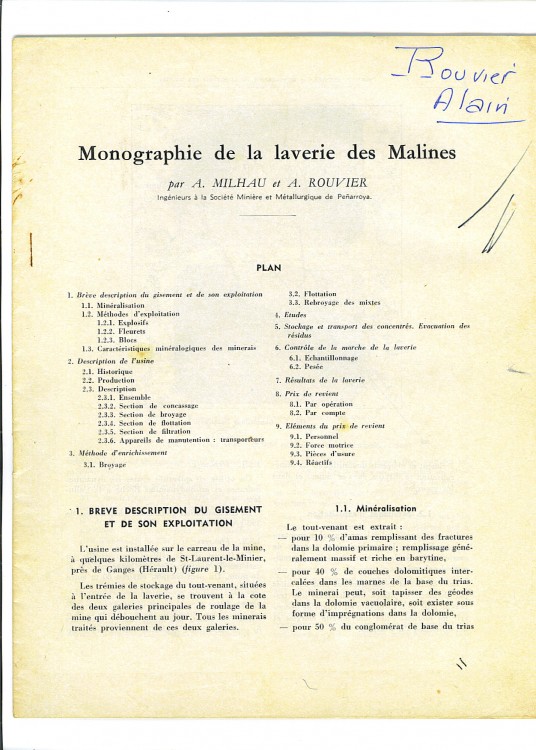 Rouvier
Alain
Monographie de la laverie des Malines
par A. MILHAU et A. ROUVIER
Ingénieurs à la Société Minière et Métallurgique de Peñarroya.
PLAN
1. Brève description du gisement et de son exploitation
1.1. Minéralisation
1.2. Méthodes d'exploitation
1.2.1. Explosifs
1.2.2. Fleurets
1.2.3. Blocs
1.3. Caractéristiques minéralogiques des minerais
2. Description de l'usine
2.1. Historique
2.2. Production
2.3. Description
2.3.1. Ensemble
2.3.2. Section de concassage
2.3.3. Section de broyage
2.3.4. Section de flottation
2.3.5. Section de filtration
2.3.6. Appareils de manutention : transporteurs
3. Méthode d'enrichissement
3.1. Broyage
3.2. Flottation
3.3. Rebroyage des mixtes
4. Etudes
5. Stockage et transport des concentrés. Evacuation des
résidus
6. Contrôle de la marche de la laverie
6.1. Echantillonnage
6.2. Pesée
7. Résultats de la laverie
8. Prix de revient
8.1. Par opération
8.2. Par compte
9. Eléments du prix de revient
9.1. Personnel
9.2. Force motrice
9.3. Pièces d'usure
9.4. Réactifs
1. BREVE DESCRIPTION DU GISEMENT
ET DE SON EXPLOITATION
L'usine est installée sur le carreau de la mine,
à quelques kilomètres de St-Laurent-le-Minier,
près de Ganges (Hérault) (figure 1).
Les trémies de stockage du tout-venant, situées
à l'entrée de la laverie, se trouvent à la cote
des deux galeries principales de roulage de la
mine qui débouchent au jour. Tous les minerais
traités proviennent de ces deux galeries.
1.1. Minéralisation
Le tout-venant est extrait :
— pour 10 % d'amas remplissant des fractures
dans la dolomie primaire ; remplissage géné-
ralement massif et riche en barytine,
— pour 40 % de couches dolomitiques inter-
calées dans les marnes de la base du trias.
Le minerai peut, soit tapisser des géodes
dans la dolomie vacuolaire, soit exister sous
forme d'imprégnations dans la dolomie,
— pour 50 % du conglomérat de base du trias